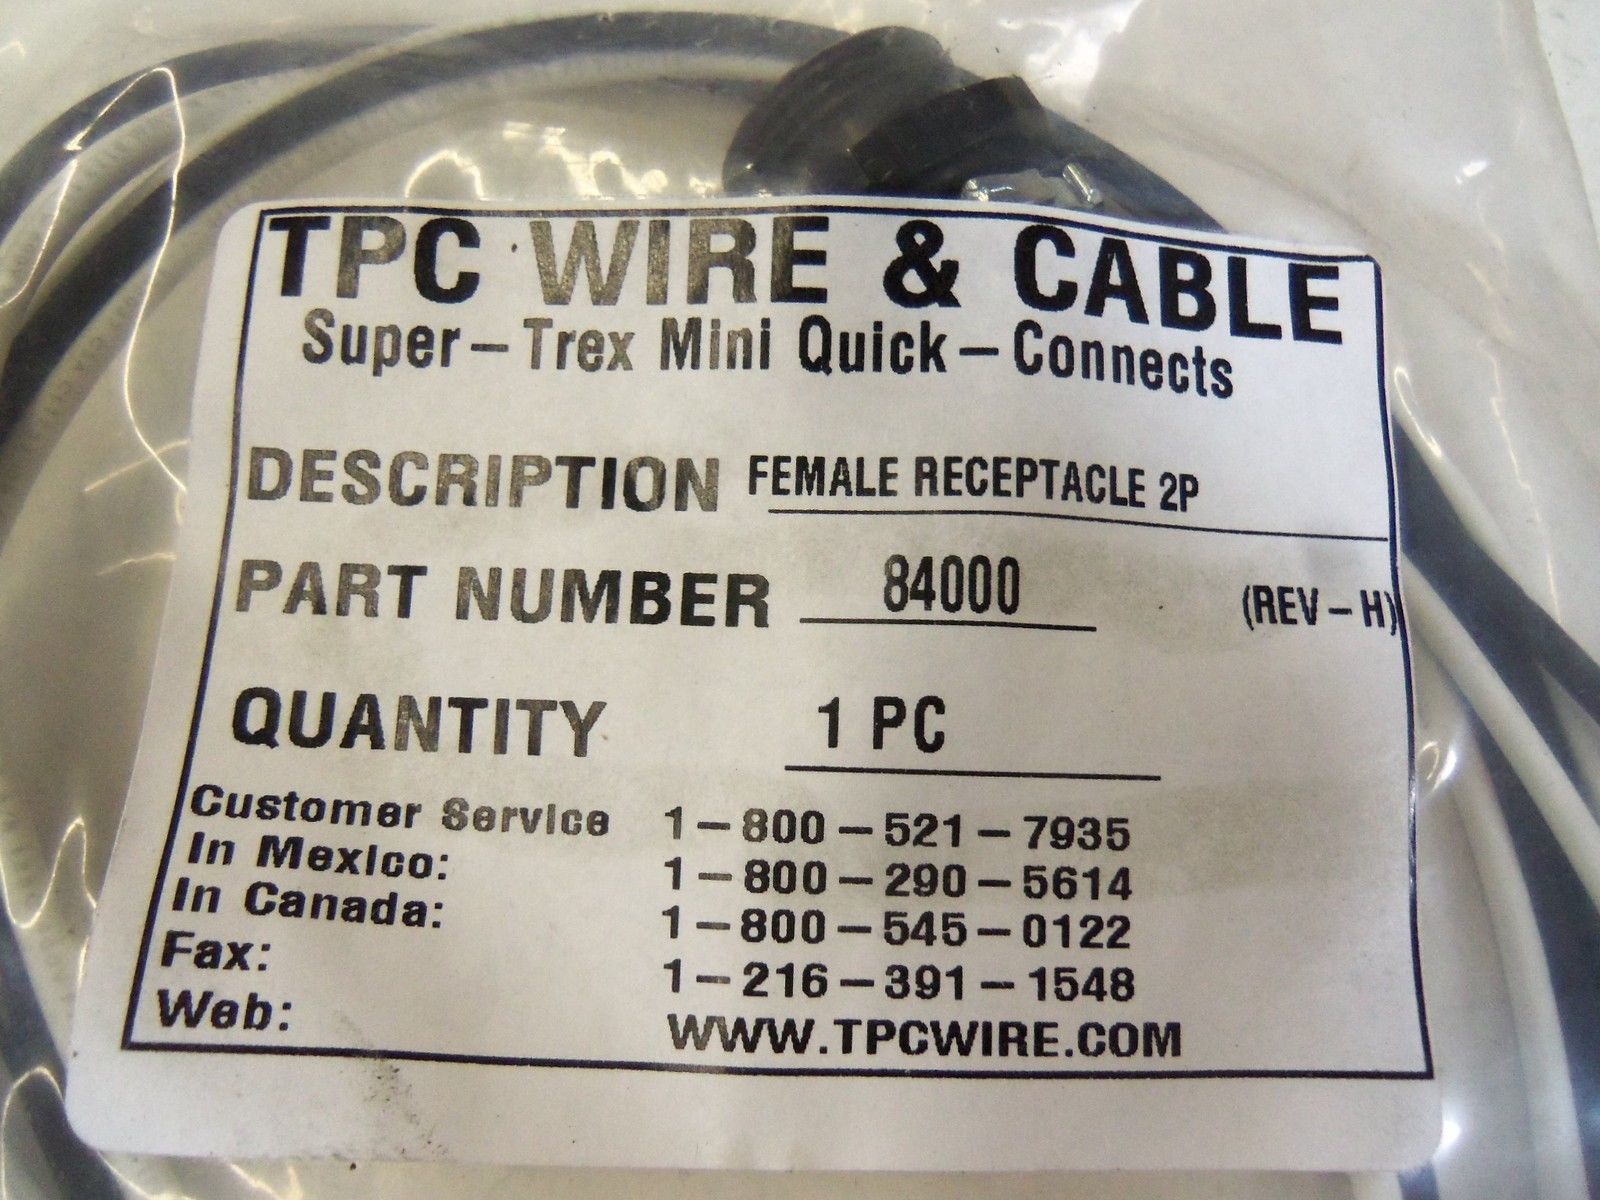 TPC WIRE & CABLE
Super-Trex Mini Quick-Connects
DESCRIPTION FEMALE RECEPTACLE 2P
PART NUMBER 84000 (REV-H)
QUANTITY 1 PC
Customer Service 1-800-521-7935
In Mexico: 1-800-290-5614
In Canada: 1-800-545-0122
Fax: 1-216-391-1548
Web: WWW.TPCWIRE.COM